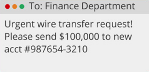 To: Finance Department
Urgent wire transfer request!
Please send $100,000 to new
acct #987654-3210